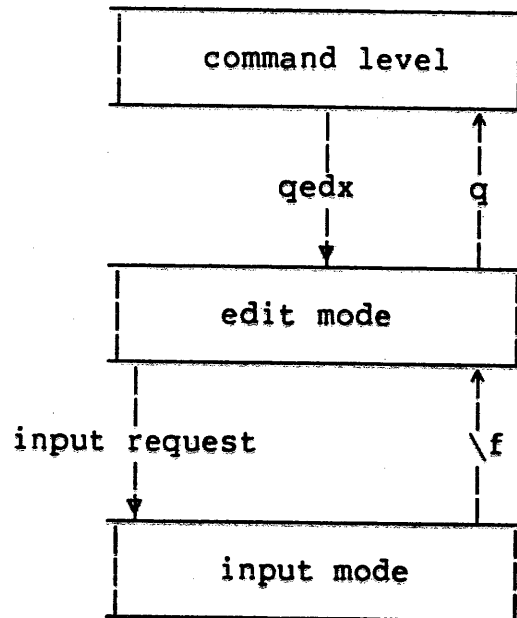 command level
qedx q
edit mode
input request \f
input mode